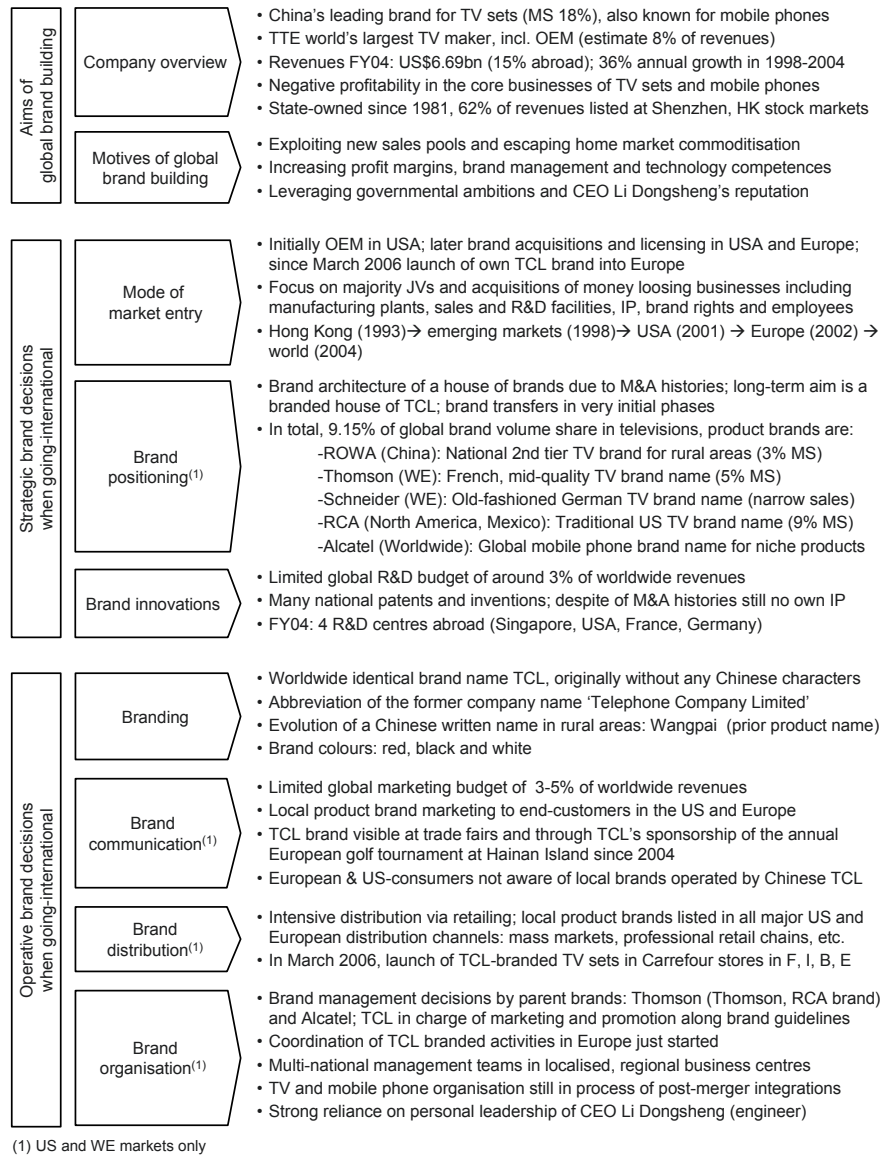 Aims of
global brand building
Company overview
• China's leading brand for TV sets (MS 18%), also known for mobile phones
• TTE world's largest TV maker, incl. OEM (estimate 8% of revenues)
• Revenues FY04: US$6.69bn (15% abroad); 36% annual growth in 1998-2004
• Negative profitability in the core businesses of TV sets and mobile phones
• State-owned since 1981, 62% of revenues listed at Shenzhen, HK stock markets
Motives of global
brand building
• Exploiting new sales pools and escaping home market commoditisation
• Increasing profit margins, brand management and technology competences
• Leveraging governmental ambitions and CEO Li Dongsheng's reputation
Strategic brand decisions
when going-international
Mode of
market entry
• Initially OEM in USA; later brand acquisitions and licensing in USA and Europe;
since March 2006 launch of own TCL brand into Europe
• Focus on majority JVs and acquisitions of money loosing businesses including
manufacturing plants, sales and R&D facilities, IP, brand rights and employees
• Hong Kong (1993)→ emerging markets (1998)→ USA (2001) → Europe (2002) →
world (2004)
Brand
positioning(1)
• Brand architecture of a house of brands due to M&A histories; long-term aim is a
branded house of TCL; brand transfers in very initial phases
• In total, 9.15% of global brand volume share in televisions, product brands are:
-ROWA (China): National 2nd tier TV brand for rural areas (3% MS)
-Thomson (WE): French, mid-quality TV brand name (5% MS)
-Schneider (WE): Old-fashioned German TV brand name (narrow sales)
-RCA (North America, Mexico): Traditional US TV brand name (9% MS)
-Alcatel (Worldwide): Global mobile phone brand name for niche products
Brand innovations
• Limited global R&D budget of around 3% of worldwide revenues
• Many national patents and inventions; despite of M&A histories still no own IP
• FY04: 4 R&D centres abroad (Singapore, USA, France, Germany)
Operative brand decisions
when going-international
Branding
• Worldwide identical brand name TCL, originally without any Chinese characters
• Abbreviation of the former company name 'Telephone Company Limited'
• Evolution of a Chinese written name in rural areas: Wangpai (prior product name)
• Brand colours: red, black and white
Brand
communication(1)
• Limited global marketing budget of 3-5% of worldwide revenues
• Local product brand marketing to end-customers in the US and Europe
• TCL brand visible at trade fairs and through TCL's sponsorship of the annual
European golf tournament at Hainan Island since 2004
• European & US-consumers not aware of local brands operated by Chinese TCL
Brand
distribution(1)
• Intensive distribution via retailing; local product brands listed in all major US and
European distribution channels: mass markets, professional retail chains, etc.
• In March 2006, launch of TCL-branded TV sets in Carrefour stores in F, I, B, E
Brand
organisation(1)
• Brand management decisions by parent brands: Thomson (Thomson, RCA brand)
and Alcatel; TCL in charge of marketing and promotion along brand guidelines
• Coordination of TCL branded activities in Europe just started
• Multi-national management teams in localised, regional business centres
• TV and mobile phone organisation still in process of post-merger integrations
• Strong reliance on personal leadership of CEO Li Dongsheng (engineer)
(1) US and WE markets only